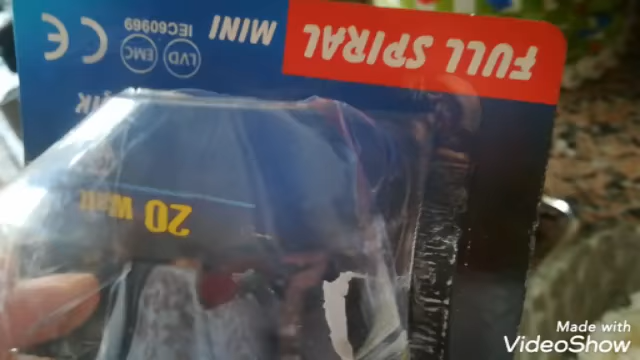 FULL SPIRAL
MINI
IEC60969
LVD
EMC
CE
20 Watt
Made with
VideoShow